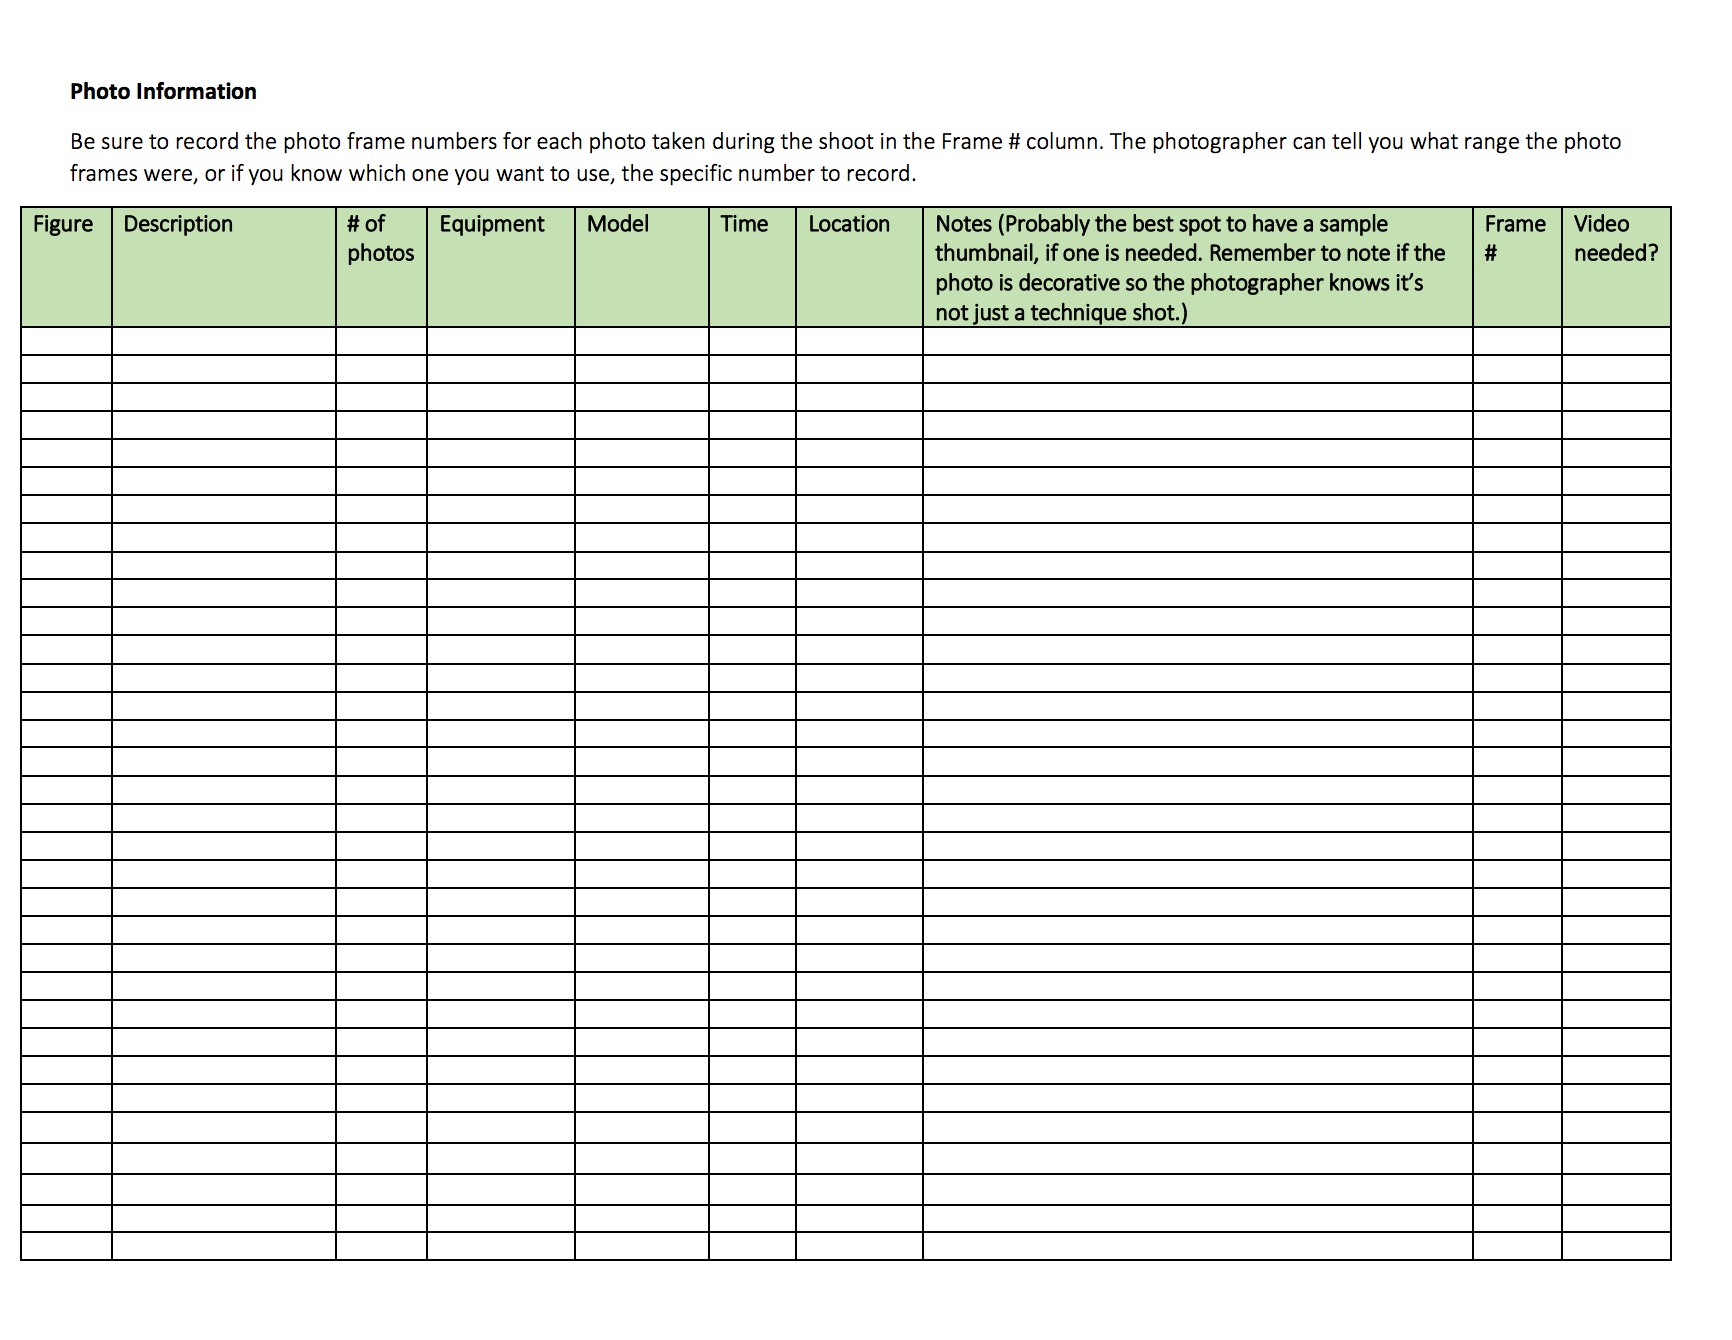 Photo Information
Be sure to record the photo frame numbers for each photo taken during the shoot in the Frame # column. The photographer can tell you what range the photo
frames were, or if you know which one you want to use, the specific number to record.
Figure
Description
# of
photos
Equipment
Model
Time
Location
Notes (Probably the best spot to have a sample
thumbnail, if one is needed. Remember to note if the
photo is decorative so the photographer knows it’s
not just a technique shot.)
Frame
#
Video
needed?